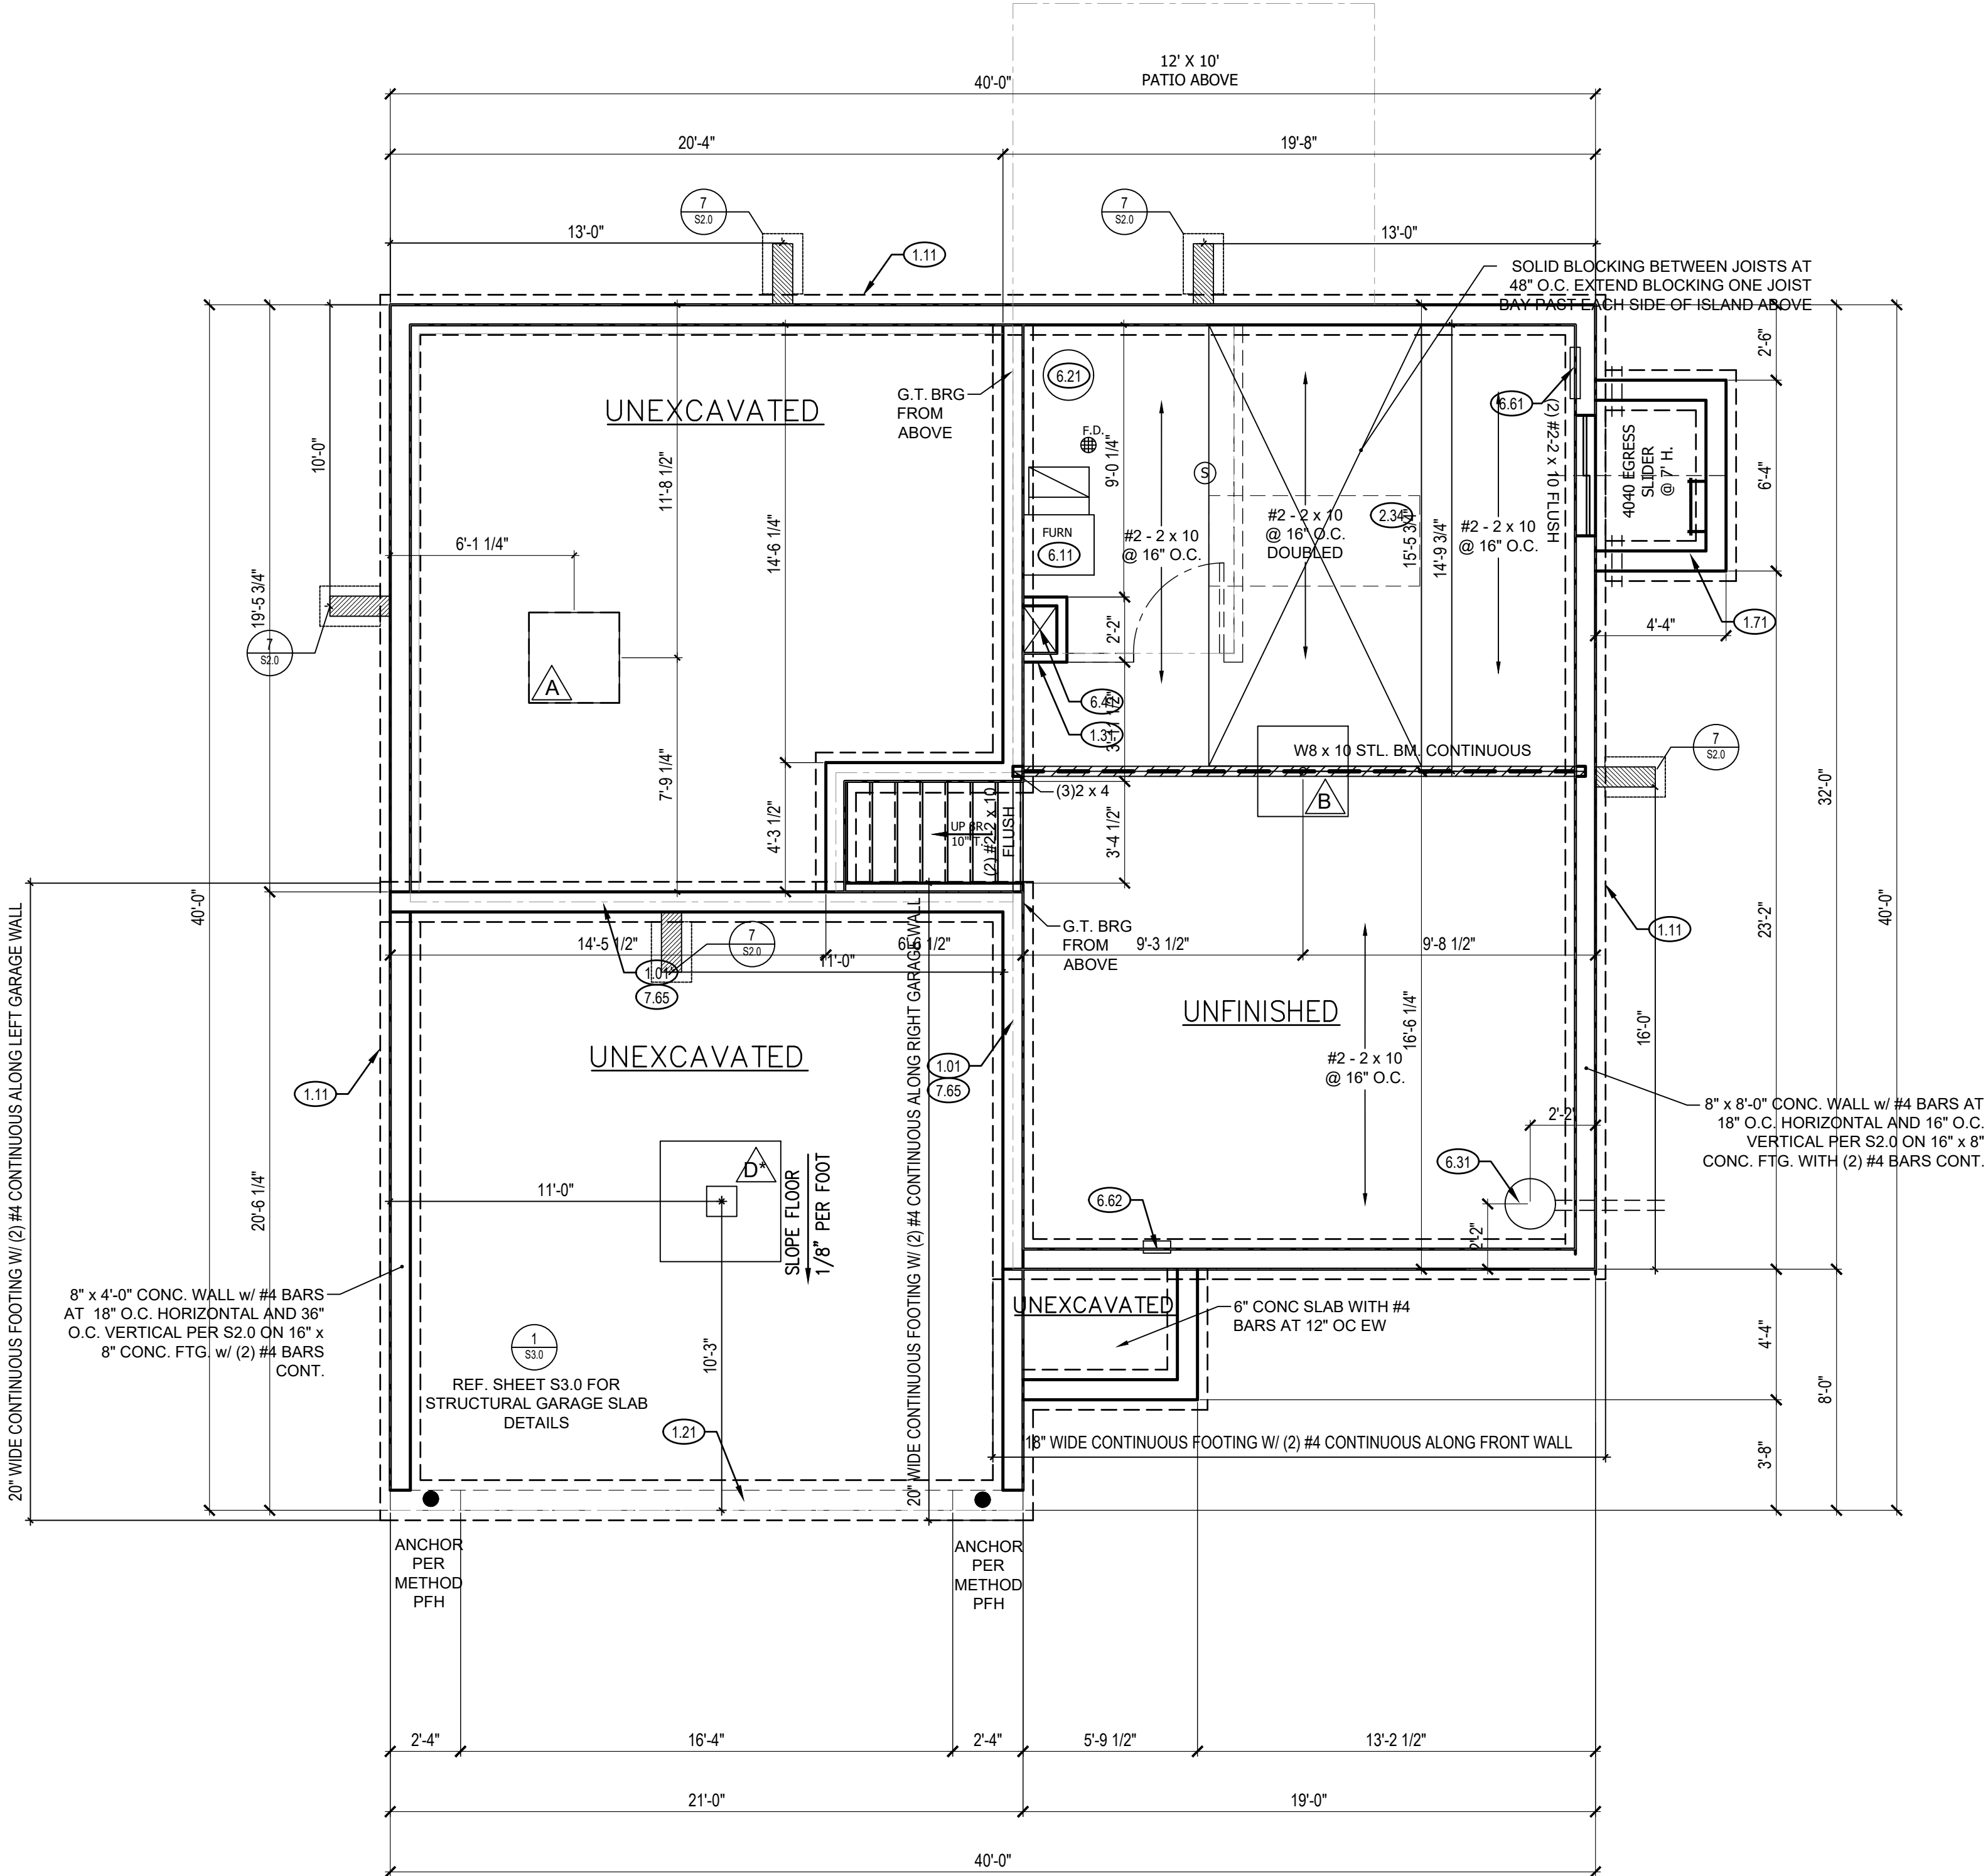 12' X 10'
PATIO ABOVE
40'-0"
20'-4"
19'-8"
7
S2.0
7
S2.0
13'-0"
13'-0"
1.11
SOLID BLOCKING BETWEEN JOISTS AT
48" O.C. EXTEND BLOCKING ONE JOIST
BAY PAST EACH SIDE OF ISLAND ABOVE
2'-6"
UNEXCAVATED
G.T. BRG
FROM
ABOVE
6.21
F.D.
9'-0 1/4"
S
6.61
(2) #2-2 x 10 FLUSH
4040 EGRESS
SLIDER
@ 7' H.
6'-4"
10'-0"
11'-8 1/2"
14'-6 1/4"
6'-1 1/4"
FURN
6.11
#2 - 2 x 10
@ 16" O.C.
#2 - 2 x 10
@ 16" O.C.
DOUBLED
2.34
15'-5 3/4"
14'-9 3/4"
#2 - 2 x 10
@ 16" O.C.
19'-5 3/4"
7
S2.0
A
2'-2"
4'-4"
1.71
1.31
3'-11 1/2"
W8 x 10 STL. BM. CONTINUOUS
7
S2.0
7'-9 1/4"
4'-3 1/2"
(3)2 x 4
B
32'-0"
10" T.
(2) #2-2 x 10
FLUSH
3'-4 1/2"
40'-0"
23'-2"
40'-0"
G.T. BRG
FROM
ABOVE
1.11
14'-5 1/2"
7
S2.0
6'-6 1/2"
11'-0"
9'-3 1/2"
9'-8 1/2"
1.01
7.65
UNFINISHED
16'-6 1/4"
16'-0"
UNEXCAVATED
1.01
7.65
#2 - 2 x 10
@ 16" O.C.
1.11
20" WIDE CONTINUOUS FOOTING W/ (2) #4 CONTINUOUS ALONG LEFT GARAGE WALL
20" WIDE CONTINUOUS FOOTING W/ (2) #4 CONTINUOUS ALONG RIGHT GARAGE WALL
8" x 8'-0" CONC. WALL w/ #4 BARS AT
18" O.C. HORIZONTAL AND 16" O.C.
VERTICAL PER S2.0 ON 16" x 8"
CONC. FTG. WITH (2) #4 BARS CONT.
2'-2"
6.31
2'-2"
D*
SLOPE FLOOR
1/8" PER FOOT
11'-0"
20'-6 1/4"
6.62
8" x 4'-0" CONC. WALL w/ #4 BARS
AT 18" O.C. HORIZONTAL AND 36"
O.C. VERTICAL PER S2.0 ON 16" x
8" CONC. FTG. w/ (2) #4 BARS
CONT.
UNEXCAVATED
6" CONC SLAB WITH #4
BARS AT 12" OC EW
4'-4"
10'-3"
1
S3.0
REF. SHEET S3.0 FOR
STRUCTURAL GARAGE SLAB
DETAILS
8'-0"
1.21
18" WIDE CONTINUOUS FOOTING W/ (2) #4 CONTINUOUS ALONG FRONT WALL
3'-8"
ANCHOR
PER
METHOD
PFH
ANCHOR
PER
METHOD
PFH
2'-4"
16'-4"
2'-4"
5'-9 1/2"
13'-2 1/2"
21'-0"
19'-0"
40'-0"